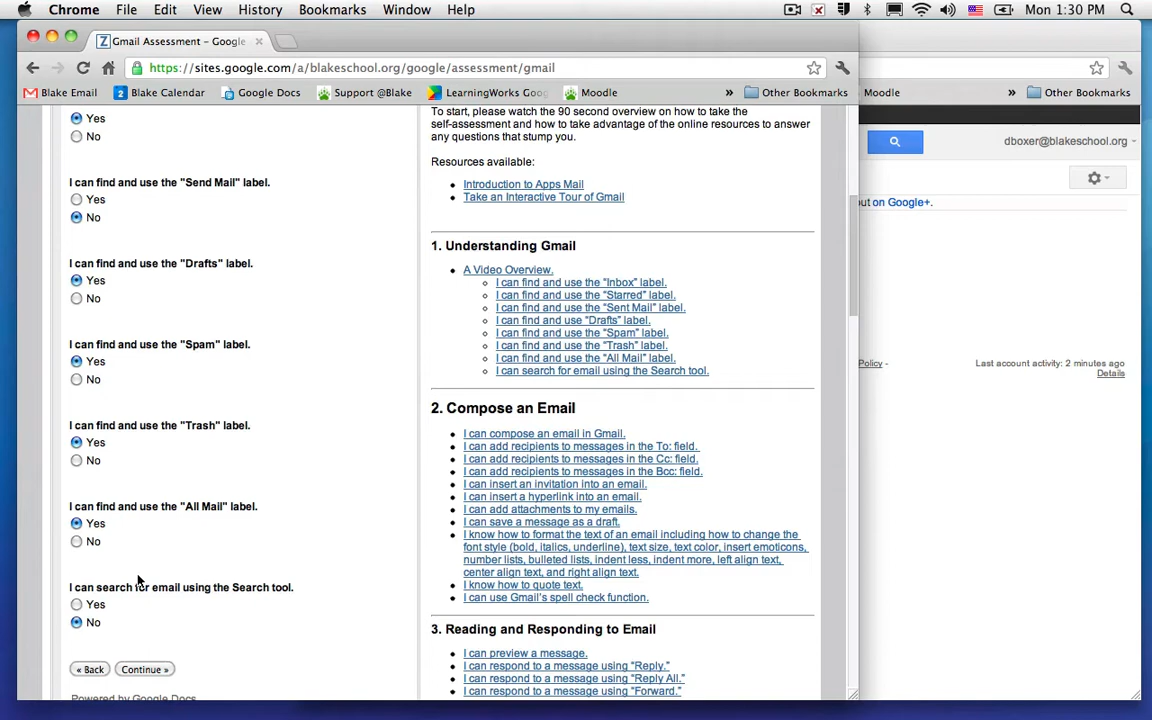 Chrome File Edit View History Bookmarks Window Help Mon 1:30 PM
Gmail Assessment – Google
https://sites.google.com/a/blakeschool.org/google/assessment/gmail
Blake Email Blake Calendar Google Docs Support @Blake LearningWorks Goog Moodle » Other Bookmarks
Moodle » Other Bookmarks
dboxer@blakeschool.org
out on Google+.
Policy -
Last account activity: 2 minutes ago
Details
Yes
No
I can find and use the "Send Mail" label.
Yes
No
I can find and use the "Drafts" label.
Yes
No
I can find and use the "Spam" label.
Yes
No
I can find and use the "Trash" label.
Yes
No
I can find and use the "All Mail" label.
Yes
No
I can search for email using the Search tool.
Yes
No
« Back Continue »
Powered by Google Docs
To start, please watch the 90 second overview on how to take the
self-assessment and how to take advantage of the online resources to answer
any questions that stump you.
Resources available:
Introduction to Apps Mail
Take an Interactive Tour of Gmail
1. Understanding Gmail
A Video Overview.
I can find and use the “Inbox” label.
I can find and use the “Starred” label.
I can find and use the “Sent Mail” label.
I can find and use “Drafts” label.
I can find and use the “Spam” label.
I can find and use the “Trash” label.
I can find and use the “All Mail” label.
I can search for email using the Search tool.
2. Compose an Email
I can compose an email in Gmail.
I can add recipients to messages in the To: field.
I can add recipients to messages in the Cc: field.
I can add recipients to messages in the Bcc: field.
I can insert an invitation into an email.
I can insert a hyperlink into an email.
I can add attachments to my emails.
I can save a message as a draft.
I know how to format the text of an email including how to change the
font style (bold, italics, underline), text size, text color, insert emoticons,
number lists, bulleted lists, indent less, indent more, left align text,
center align text, and right align text.
I know how to quote text.
I can use Gmail’s spell check function.
3. Reading and Responding to Email
I can preview a message.
I can respond to a message using “Reply.”
I can respond to a message using “Reply All.”
I can respond to a message using “Forward.”